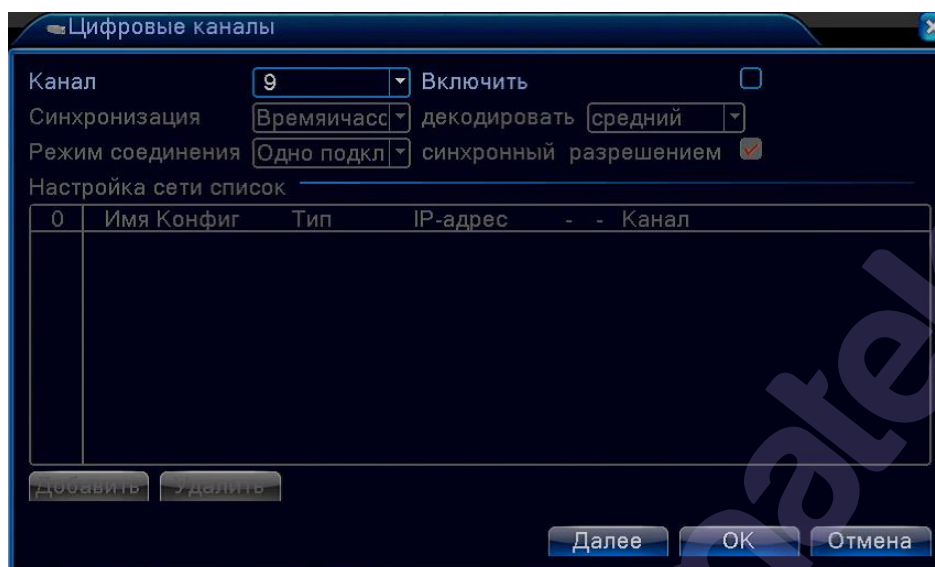 Цифровые каналы
Канал 9 Включить
Синхронизация Времяичасс декодировать средний
Режим соединения Одно подкл синхронный разрешением
Настройка сети список
0 Имя Конфиг Тип IP-адрес - - Канал
Добавить Удалить
Далее OK Отмена